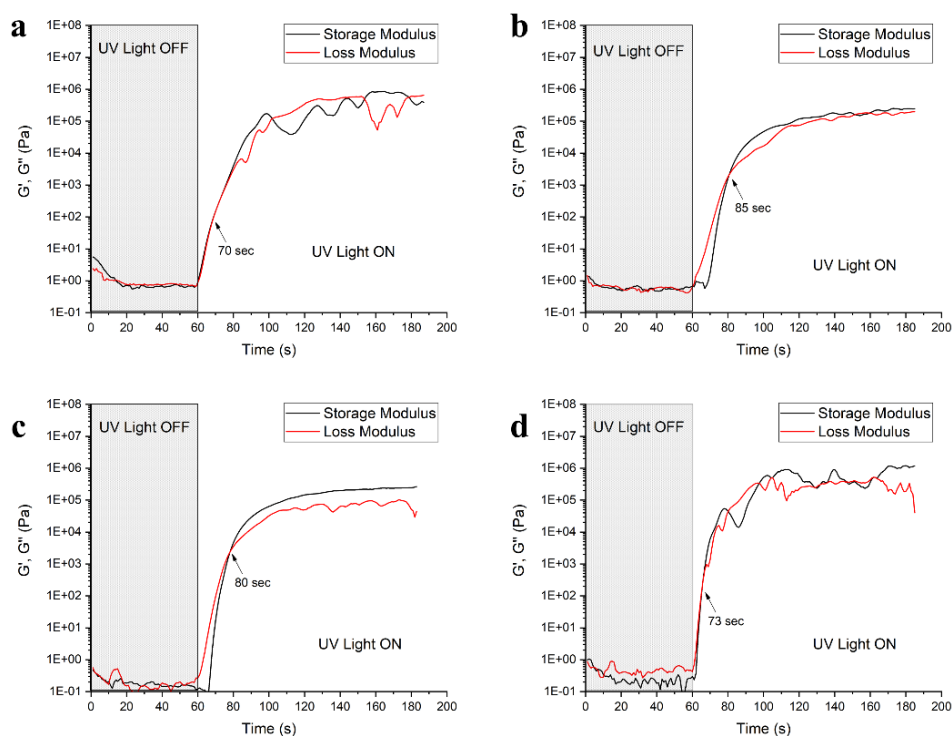 a
UV Light OFF
Storage Modulus
Loss Modulus
1E+08
1E+07
1E+06
1E+05
1E+04
1E+03
1E+02
1E+01
1E+00
1E-01
G', G'' (Pa)
70 sec
UV Light ON
0 20 40 60 80 100 120 140 160 180 200
Time (s)
b
UV Light OFF
Storage Modulus
Loss Modulus
1E+08
1E+07
1E+06
1E+05
1E+04
1E+03
1E+02
1E+01
1E+00
1E-01
G', G'' (Pa)
85 sec
UV Light ON
0 20 40 60 80 100 120 140 160 180 200
Time (s)
c
UV Light OFF
Storage Modulus
Loss Modulus
1E+08
1E+07
1E+06
1E+05
1E+04
1E+03
1E+02
1E+01
1E+00
1E-01
G', G'' (Pa)
80 sec
UV Light ON
0 20 40 60 80 100 120 140 160 180 200
Time (s)
d
UV Light OFF
Storage Modulus
Loss Modulus
1E+08
1E+07
1E+06
1E+05
1E+04
1E+03
1E+02
1E+01
1E+00
1E-01
G', G'' (Pa)
73 sec
UV Light ON
0 20 40 60 80 100 120 140 160 180 200
Time (s)